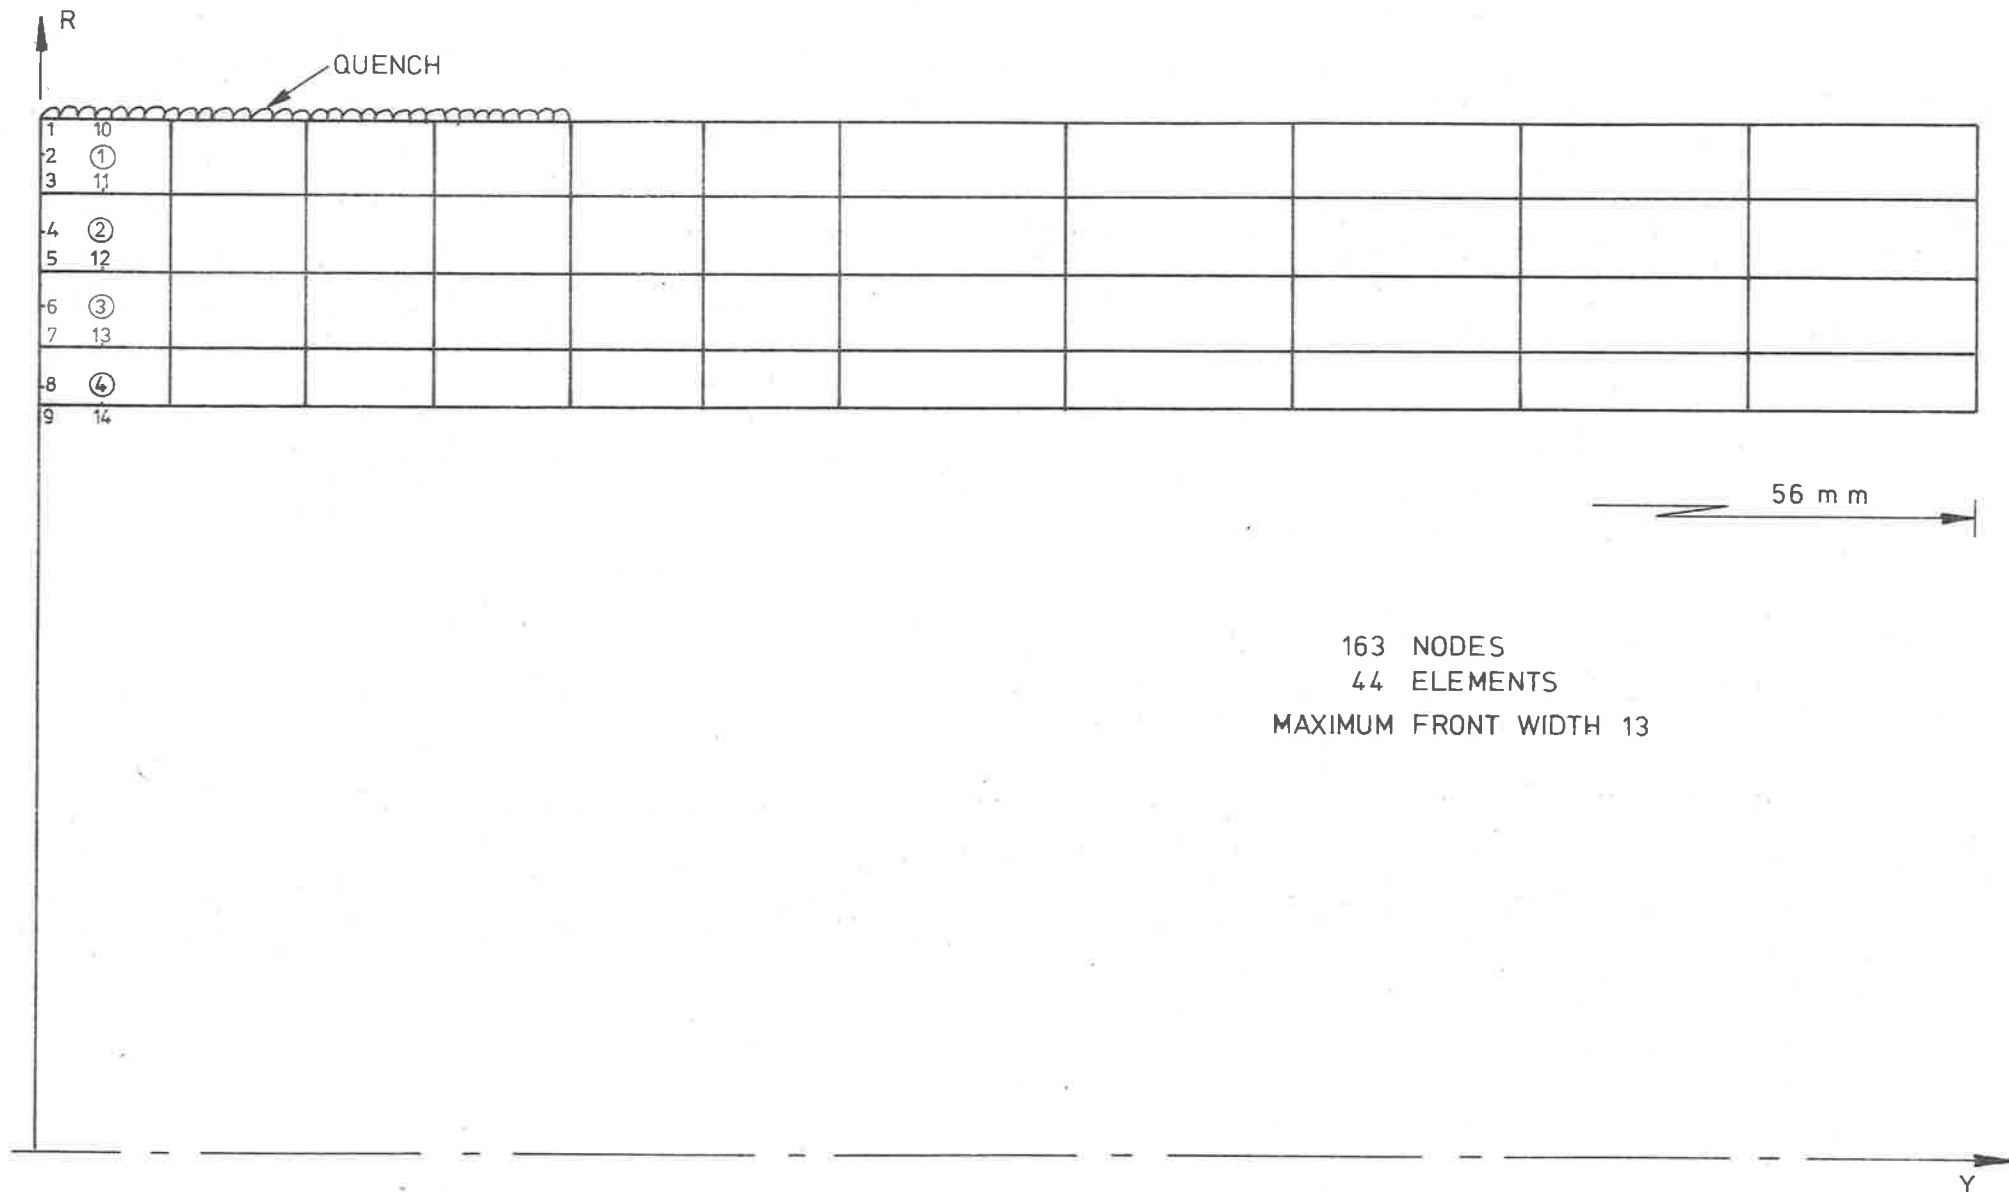 R
QUENCH
1 10
2 ①
3 11
4 ②
5 12
6 ③
7 13
8 ④
9 14
56 mm
163 NODES
44 ELEMENTS
MAXIMUM FRONT WIDTH 13
Y